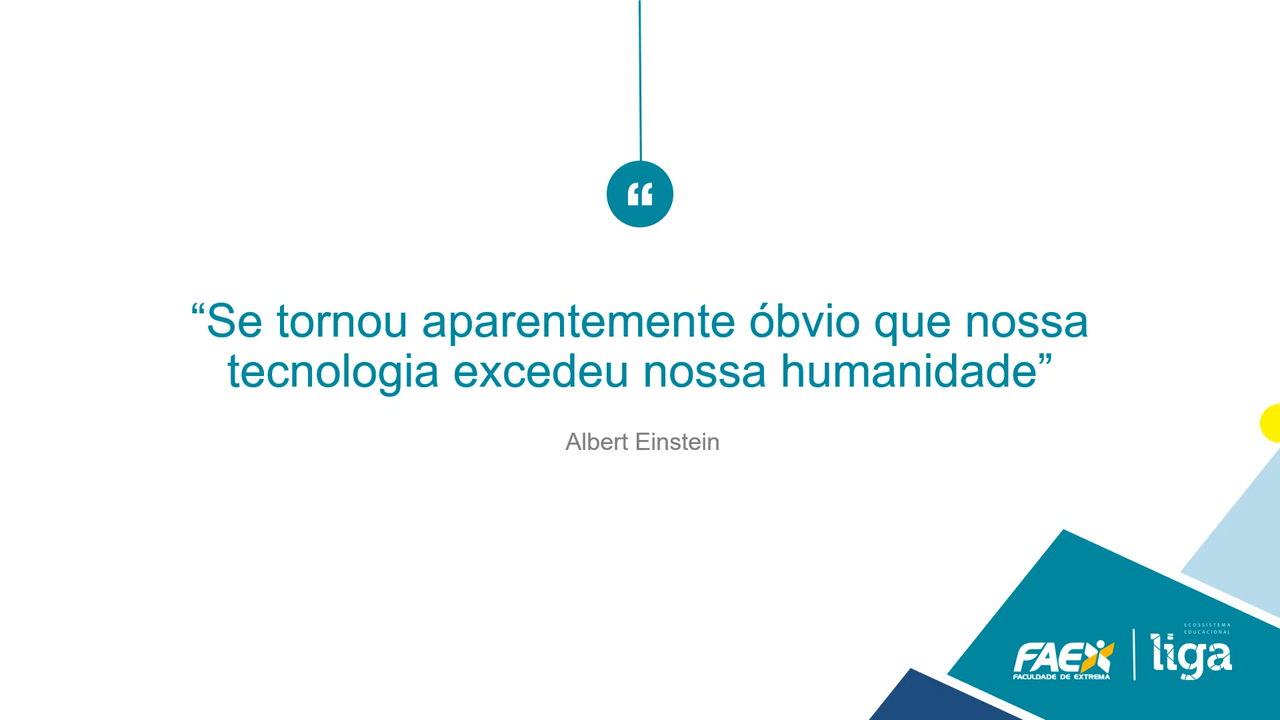 “
“Se tornou aparentemente óbvio que nossa
tecnologia excedeu nossa humanidade”
Albert Einstein
ECOSSISTEMA
EDUCACIONAL
FAEX
FACULDADE DE EXTREMA
liga